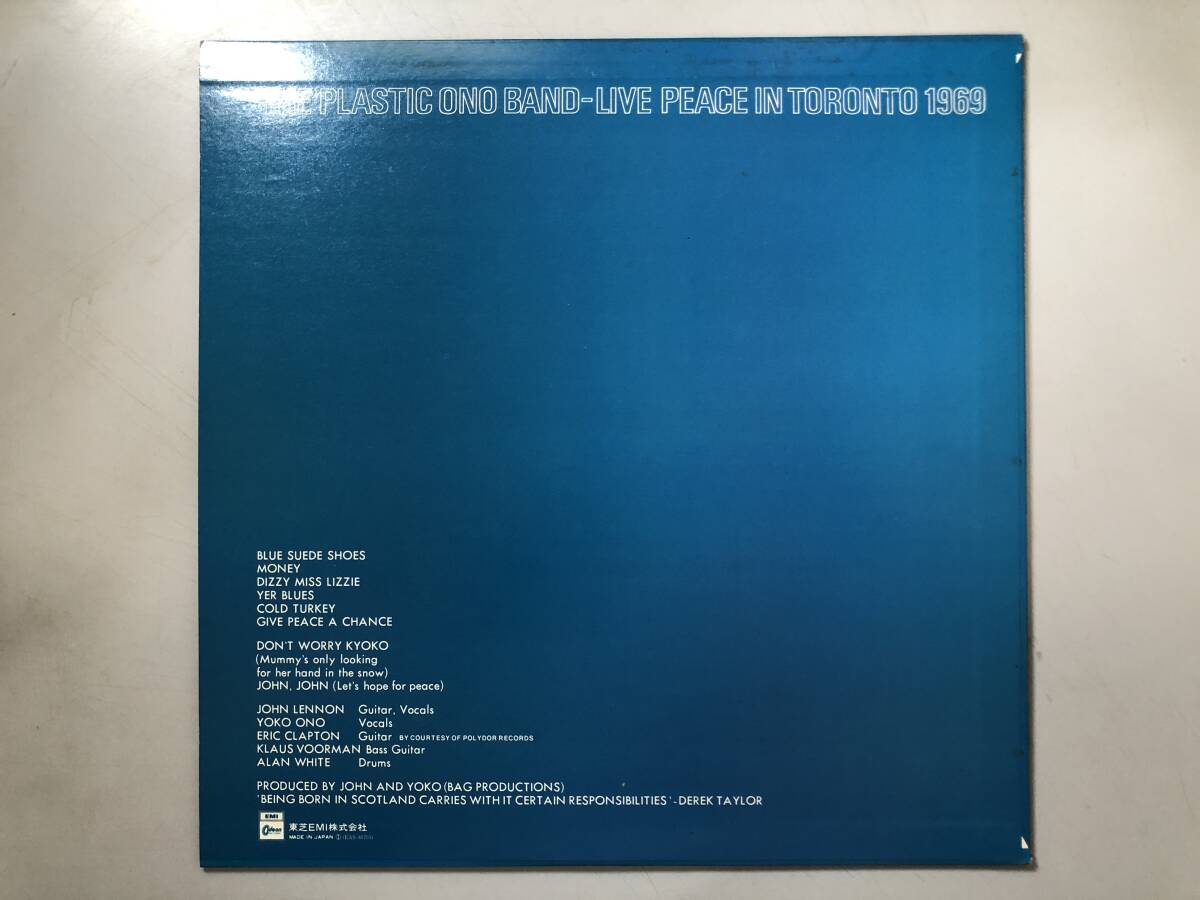 THE PLASTIC ONO BAND-LIVE PEACE IN TORONTO 1969
BLUE SUEDE SHOES
MONEY
DIZZY MISS LIZZIE
YER BLUES
COLD TURKEY
GIVE PEACE A CHANCE
DON'T WORRY KYOKO
(Mummy's only looking
for her hand in the snow)
JOHN, JOHN (Let's hope for peace)
JOHN LENNON Guitar, Vocals
YOKO ONO Vocals
ERIC CLAPTON Guitar BY COURTESY OF POLYDOR RECORDS
KLAUS VOORMAN Bass Guitar
ALAN WHITE Drums
PRODUCED BY JOHN AND YOKO (BAG PRODUCTIONS)
'BEING BORN IN SCOTLAND CARRIES WITH IT CERTAIN RESPONSIBILITIES'-DEREK TAYLOR
EMI
Odeon 東芝EMI株式会社
MADE IN JAPAN